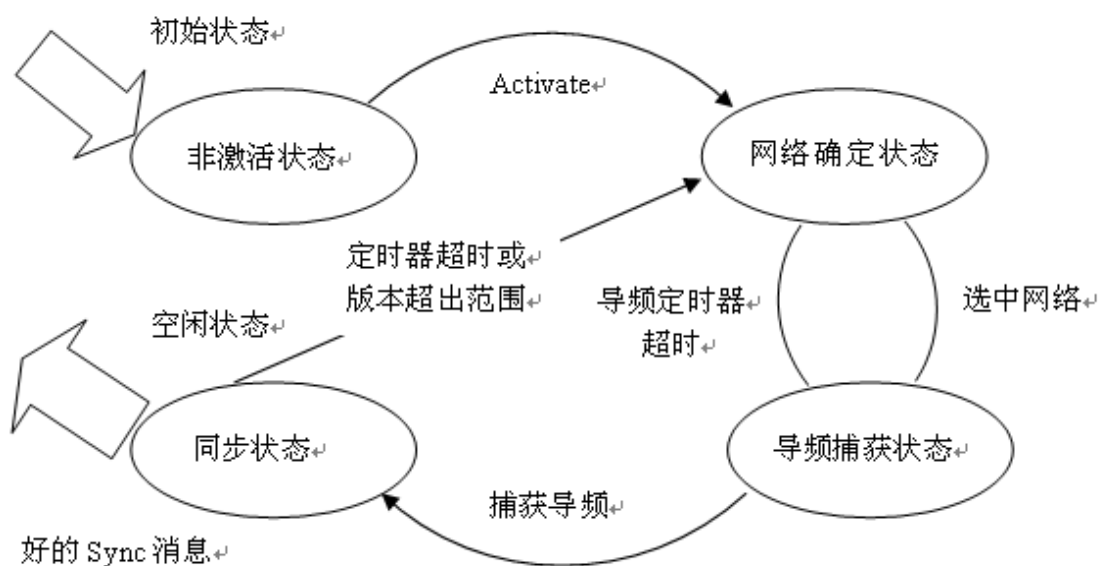 初始状态↵
Activate↵
非激活状态↵
网络确定状态
定时器超时或↵
版本超出范围↵
导频定时器
超时↵
选中网络↵
空闲状态↵
同步状态↵
导频捕获状态↵
捕获导频↵
好的 Sync 消息↵